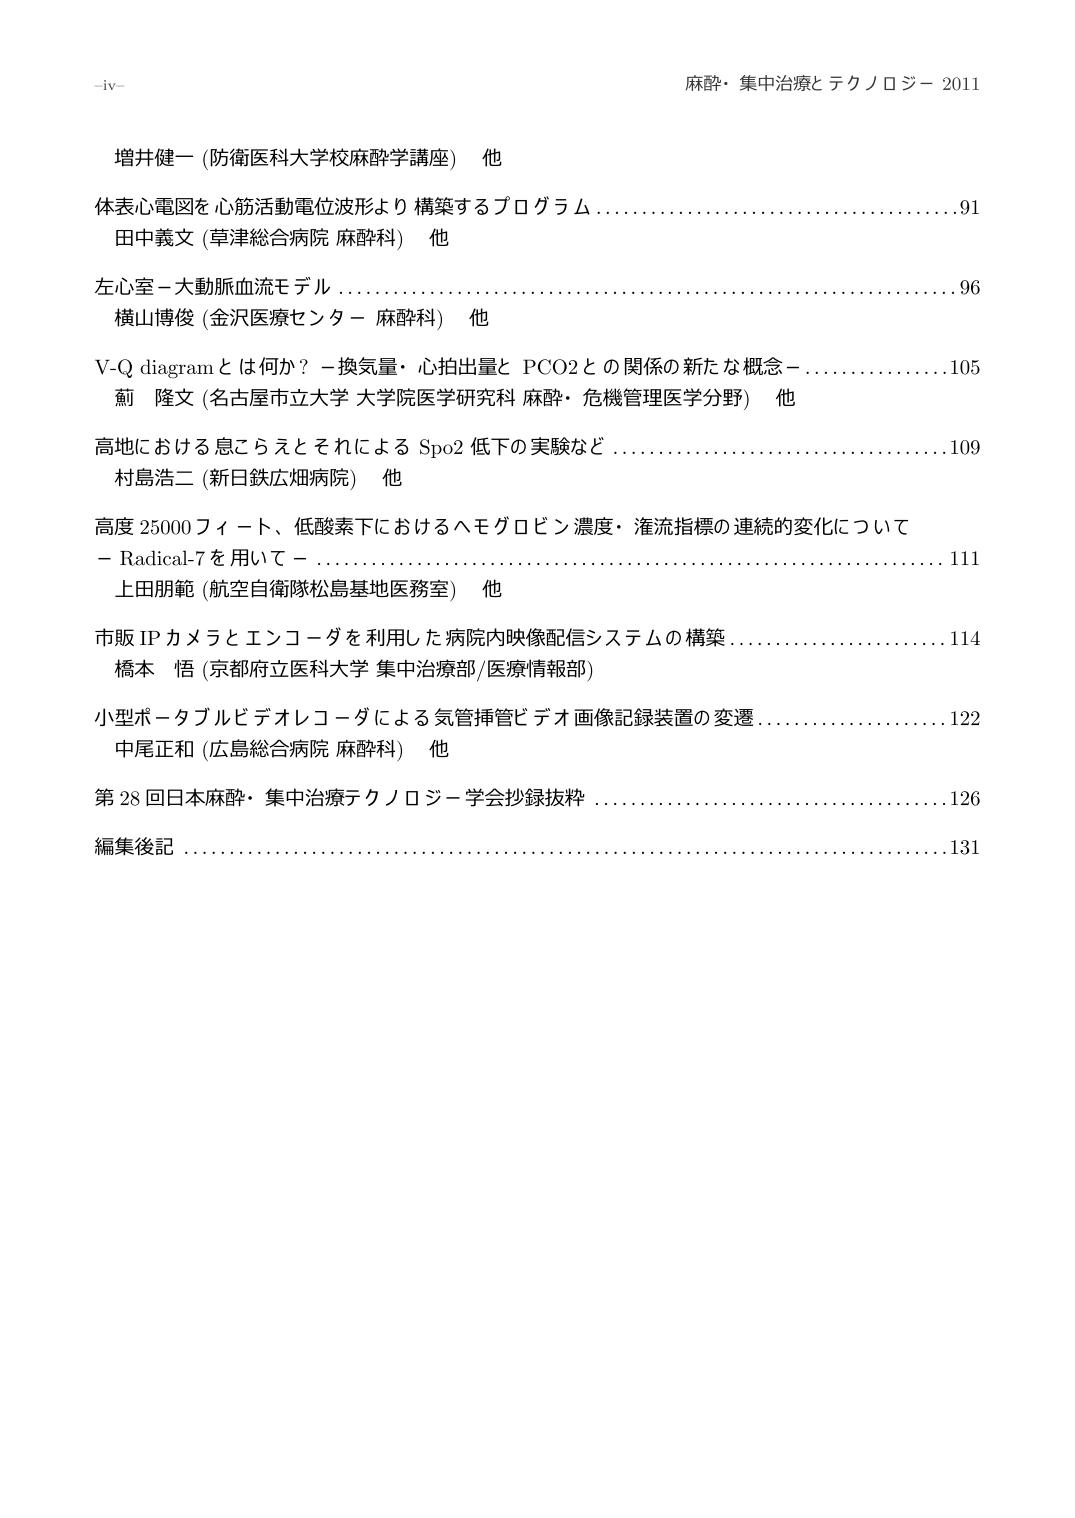 –iv–
麻酔・集中治療とテクノロジー 2011
増井健一 (防衛医科大学校麻酔学講座)　他
体表心電図を心筋活動電位波形より構築するプログラム........................................91
田中義文 (草津総合病院 麻酔科)　他
左心室－大動脈血流モデル....................................................................96
横山博俊 (金沢医療センター 麻酔科)　他
V-Q diagramとは何か？－換気量・心拍出量と PCO2との関係の新たな概念－................105
薊　隆文 (名古屋市立大学 大学院医学研究科 麻酔・危機管理医学分野)　他
高地における息こらえとそれによる Spo2 低下の実験など.....................................109
村島浩二 (新日鉄広畑病院)　他
高度 25000フィート、低酸素下におけるヘモグロビン濃度・潅流指標の連続的変化について
－ Radical-7を用いて－.....................................................................111
上田朋範 (航空自衛隊松島基地医務室)　他
市販 IPカメラとエンコーダを利用した病院内映像配信システムの構築........................114
橋本　悟 (京都府立医科大学 集中治療部/医療情報部)
小型ポータブルビデオレコーダによる気管挿管ビデオ画像記録装置の変遷.....................122
中尾正和 (広島総合病院 麻酔科)　他
第 28 回日本麻酔・集中治療テクノロジー学会抄録抜粋.......................................126
編集後記....................................................................................131